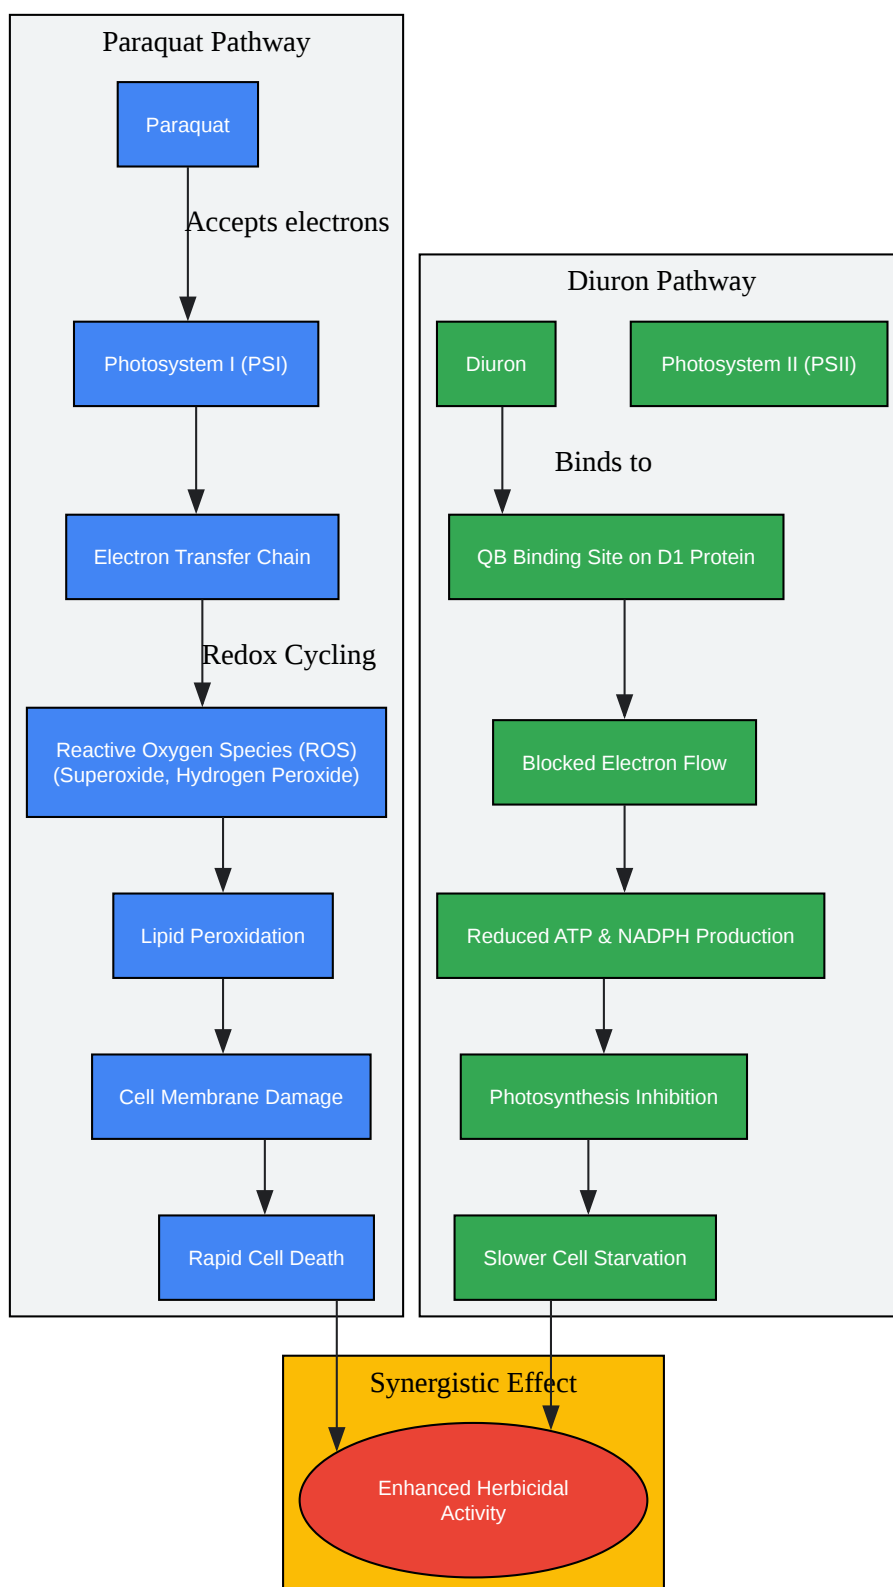 Paraquat Pathway
Paraquat
Accepts electrons
Photosystem I (PSI)
Electron Transfer Chain
Redox Cycling
Reactive Oxygen Species (ROS)
(Superoxide, Hydrogen Peroxide)
Lipid Peroxidation
Cell Membrane Damage
Rapid Cell Death
Diuron Pathway
Diuron
Photosystem II (PSII)
Binds to
QB Binding Site on D1 Protein
Blocked Electron Flow
Reduced ATP & NADPH Production
Photosynthesis Inhibition
Slower Cell Starvation
Synergistic Effect
Enhanced Herbicidal
Activity